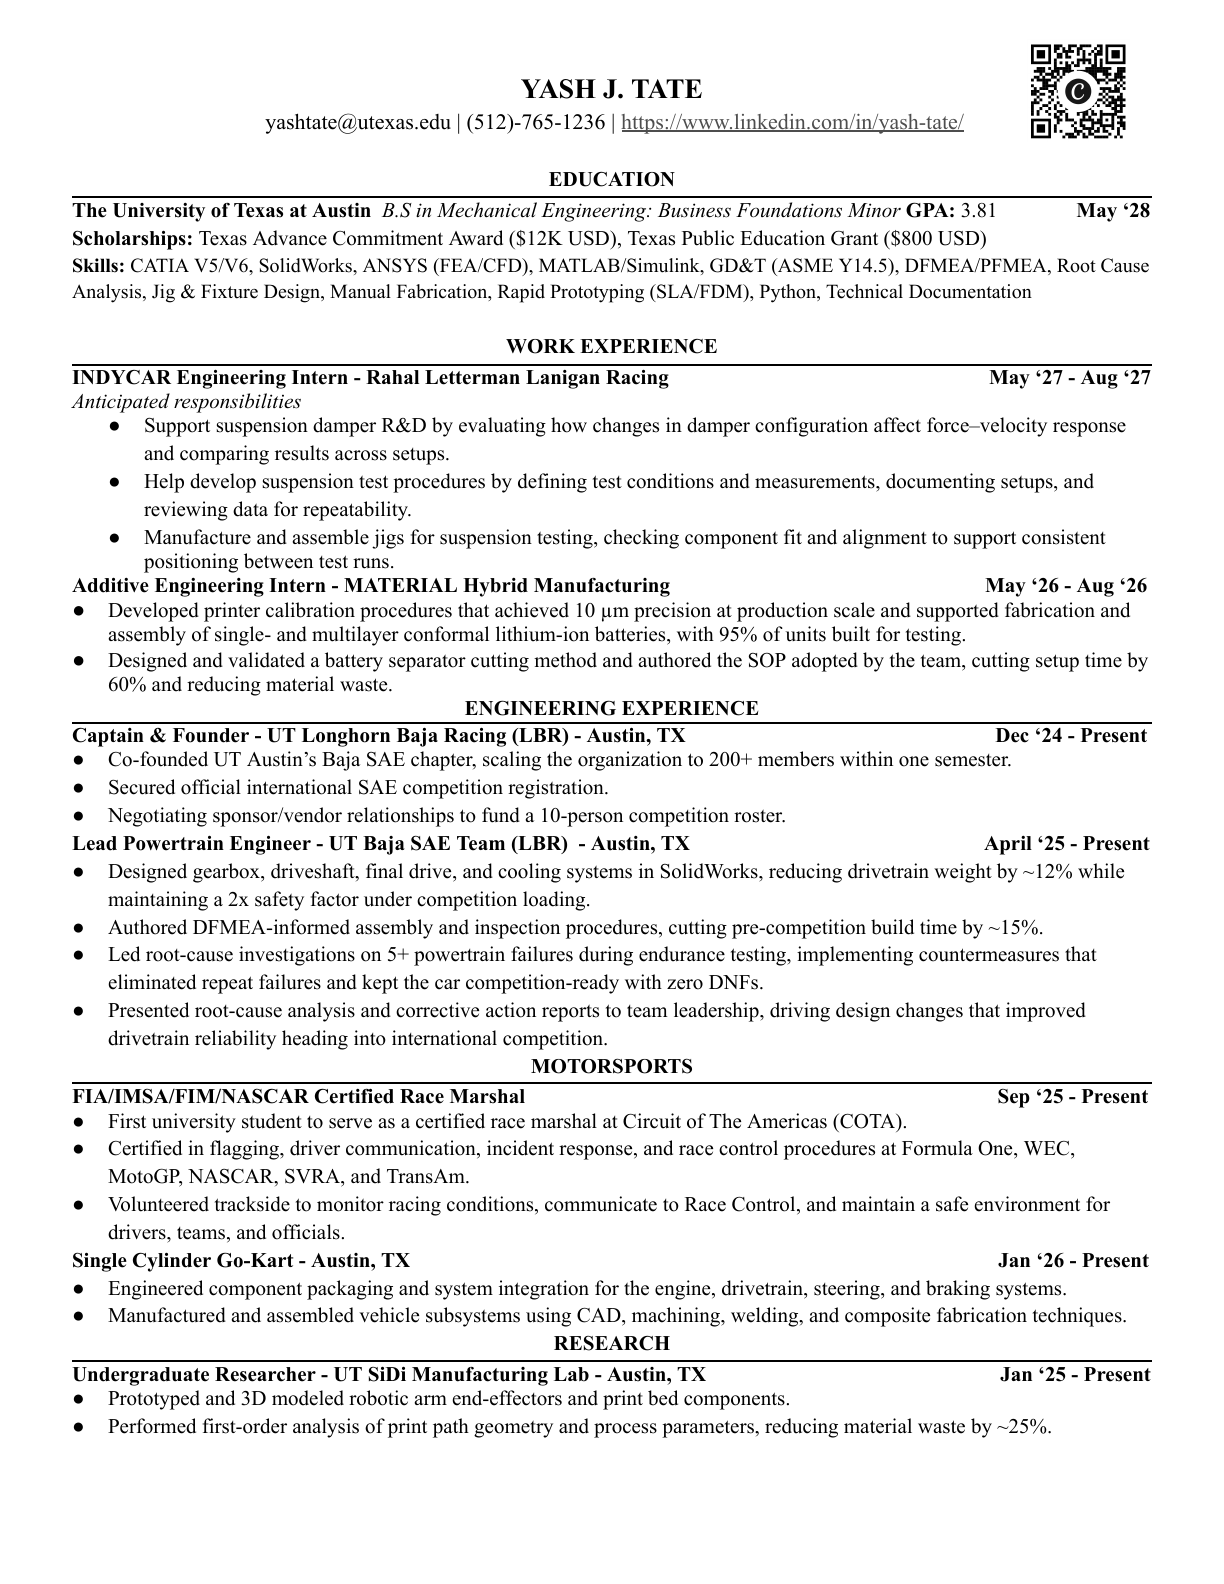 YASH J. TATE
yashtate@utexas.edu | (512)-765-1236 | https://www.linkedin.com/in/yash-tate/
EDUCATION
The University of Texas at Austin B.S in Mechanical Engineering: Business Foundations Minor GPA: 3.81 May ‘28
Scholarships: Texas Advance Commitment Award ($12K USD), Texas Public Education Grant ($800 USD)
Skills: CATIA V5/V6, SolidWorks, ANSYS (FEA/CFD), MATLAB/Simulink, GD&T (ASME Y14.5), DFMEA/PFMEA, Root Cause
Analysis, Jig & Fixture Design, Manual Fabrication, Rapid Prototyping (SLA/FDM), Python, Technical Documentation
WORK EXPERIENCE
INDYCAR Engineering Intern - Rahal Letterman Lanigan Racing May ‘27 - Aug ‘27
Anticipated responsibilities
● Support suspension damper R&D by evaluating how changes in damper configuration affect force–velocity response
and comparing results across setups.
● Help develop suspension test procedures by defining test conditions and measurements, documenting setups, and
reviewing data for repeatability.
● Manufacture and assemble jigs for suspension testing, checking component fit and alignment to support consistent
positioning between test runs.
Additive Engineering Intern - MATERIAL Hybrid Manufacturing May ‘26 - Aug ‘26
● Developed printer calibration procedures that achieved 10 µm precision at production scale and supported fabrication and
assembly of single- and multilayer conformal lithium-ion batteries, with 95% of units built for testing.
● Designed and validated a battery separator cutting method and authored the SOP adopted by the team, cutting setup time by
60% and reducing material waste.
ENGINEERING EXPERIENCE
Captain & Founder - UT Longhorn Baja Racing (LBR) - Austin, TX Dec ‘24 - Present
● Co-founded UT Austin’s Baja SAE chapter, scaling the organization to 200+ members within one semester.
● Secured official international SAE competition registration.
● Negotiating sponsor/vendor relationships to fund a 10-person competition roster.
Lead Powertrain Engineer - UT Baja SAE Team (LBR) - Austin, TX April ‘25 - Present
● Designed gearbox, driveshaft, final drive, and cooling systems in SolidWorks, reducing drivetrain weight by ~12% while
maintaining a 2x safety factor under competition loading.
● Authored DFMEA-informed assembly and inspection procedures, cutting pre-competition build time by ~15%.
● Led root-cause investigations on 5+ powertrain failures during endurance testing, implementing countermeasures that
eliminated repeat failures and kept the car competition-ready with zero DNFs.
● Presented root-cause analysis and corrective action reports to team leadership, driving design changes that improved
drivetrain reliability heading into international competition.
MOTORSPORTS
FIA/IMSA/FIM/NASCAR Certified Race Marshal Sep ‘25 - Present
● First university student to serve as a certified race marshal at Circuit of The Americas (COTA).
● Certified in flagging, driver communication, incident response, and race control procedures at Formula One, WEC,
MotoGP, NASCAR, SVRA, and TransAm.
● Volunteered trackside to monitor racing conditions, communicate to Race Control, and maintain a safe environment for
drivers, teams, and officials.
Single Cylinder Go-Kart - Austin, TX Jan ‘26 - Present
● Engineered component packaging and system integration for the engine, drivetrain, steering, and braking systems.
● Manufactured and assembled vehicle subsystems using CAD, machining, welding, and composite fabrication techniques.
RESEARCH
Undergraduate Researcher - UT SiDi Manufacturing Lab - Austin, TX Jan ‘25 - Present
● Prototyped and 3D modeled robotic arm end-effectors and print bed components.
● Performed first-order analysis of print path geometry and process parameters, reducing material waste by ~25%.